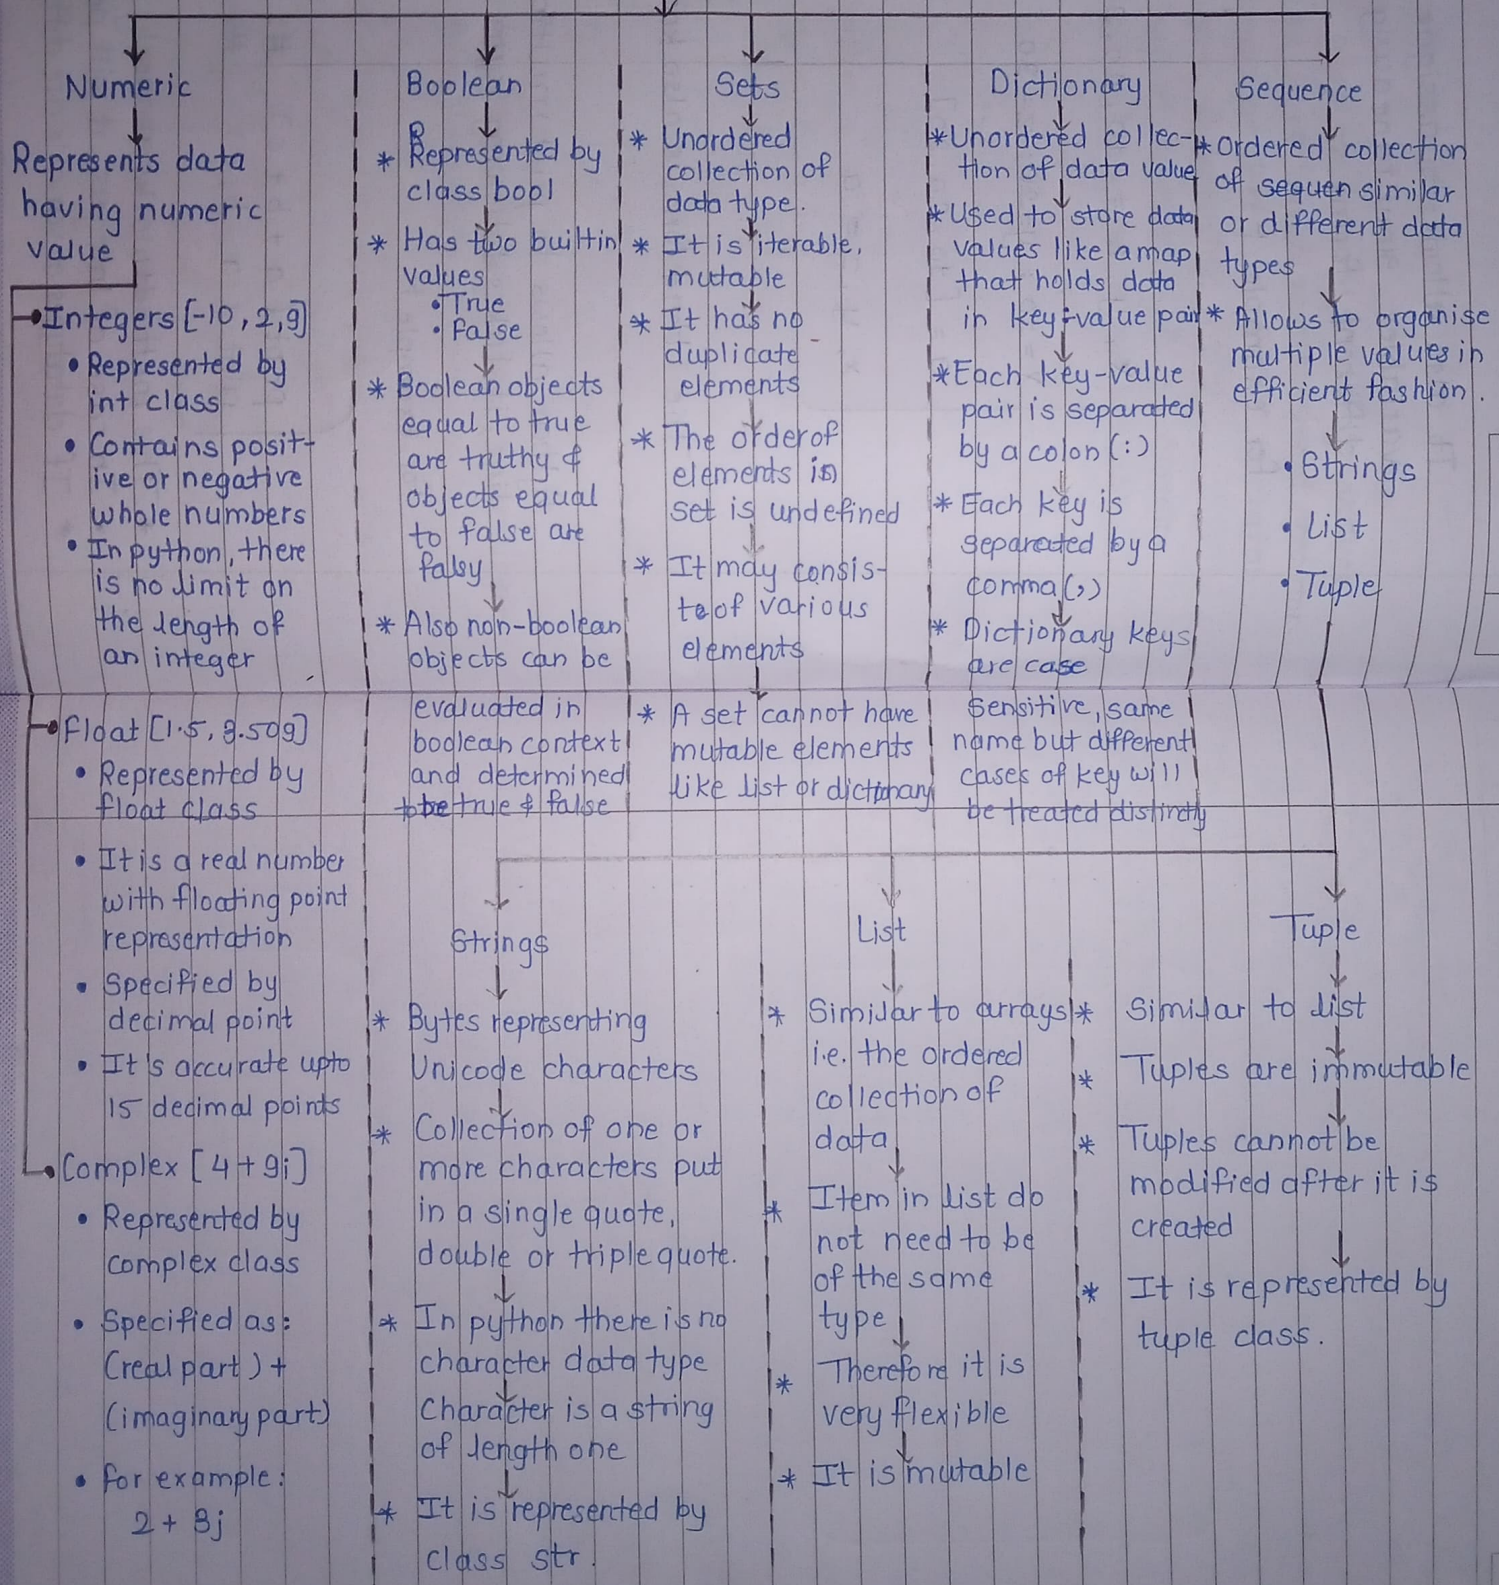 Numeric
Represents data
having numeric
value
Integers [-10, 2, 9]
• Represented by
int class
• Contains posit-
ive or negative
whole numbers
• In python, there
is no limit on
the length of
an integer
Float [1.5, 3.509]
• Represented by
float class
• It is a real number
with floating point
representation
• Specified by
decimal point
• It's accurate upto
15 decimal points
Complex [4 + 9i]
• Represented by
complex class
• Specified as:
(real part) +
(imaginary part)
• for example:
2 + 3j
Boolean
* Represented by
class bool
* Has two builtin
values
• True
• False
* Boolean objects
equal to true
are truthy &
objects equal
to false are
falsy
* Also non-boolean
objects can be
evaluated in
boolean context
and determined
to be true & false
Sets
* Unordered
collection of
data type.
* It is iterable,
mutable
* It has no
duplicate
elements
* The order of
elements in
set is undefined
* It may consis-
te of various
elements
* A set cannot have
mutable elements
like list or dictionary
Dictionary
* Unordered collec-
tion of data value
* Used to store data
values like a map
that holds data
in key-value pair
* Each key-value
pair is separated
by a colon (:)
* Each key is
separated by a
comma(,)
* Dictionary keys
are case
sensitive, same
name but different
cases of key will
be treated distinctly
Sequence
* ordered collection
of sequen similar
or different data
types
* Allows to organise
multiple values in
efficient fashion.
• Strings
• List
• Tuple
Strings
* Bytes representing
Unicode characters
* Collection of one or
more characters put
in a single quote,
double or triple quote.
* In python there is no
character data type
Character is a string
of length one
* It is represented by
class str.
List
* Similar to arrays
i.e. the ordered
collection of
data
* Item in list do
not need to be
of the same
type
* Therefore it is
very flexible
* It is mutable
Tuple
* Similar to list
* Tuples are immutable
* Tuples cannot be
modified after it is
created
* It is represented by
tuple class.